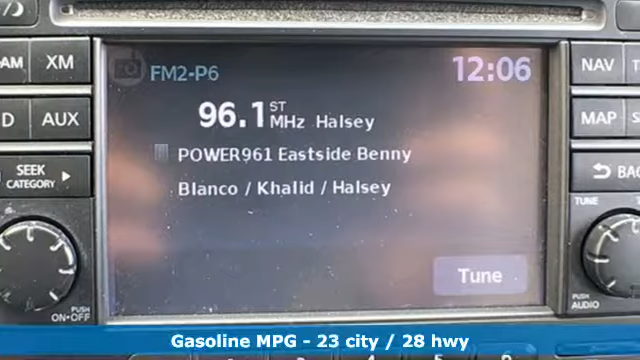 AM
XM
D
AUX
SEEK
CATEGORY
PUSH
ON•OFF
FM2-P6
12:06
96.1 ST MHz Halsey
POWER961 Eastside Benny
Blanco / Khalid / Halsey
Tune
NAV
MAP
TUNE
PUSH
AUDIO
Gasoline MPG - 23 city / 28 hwy